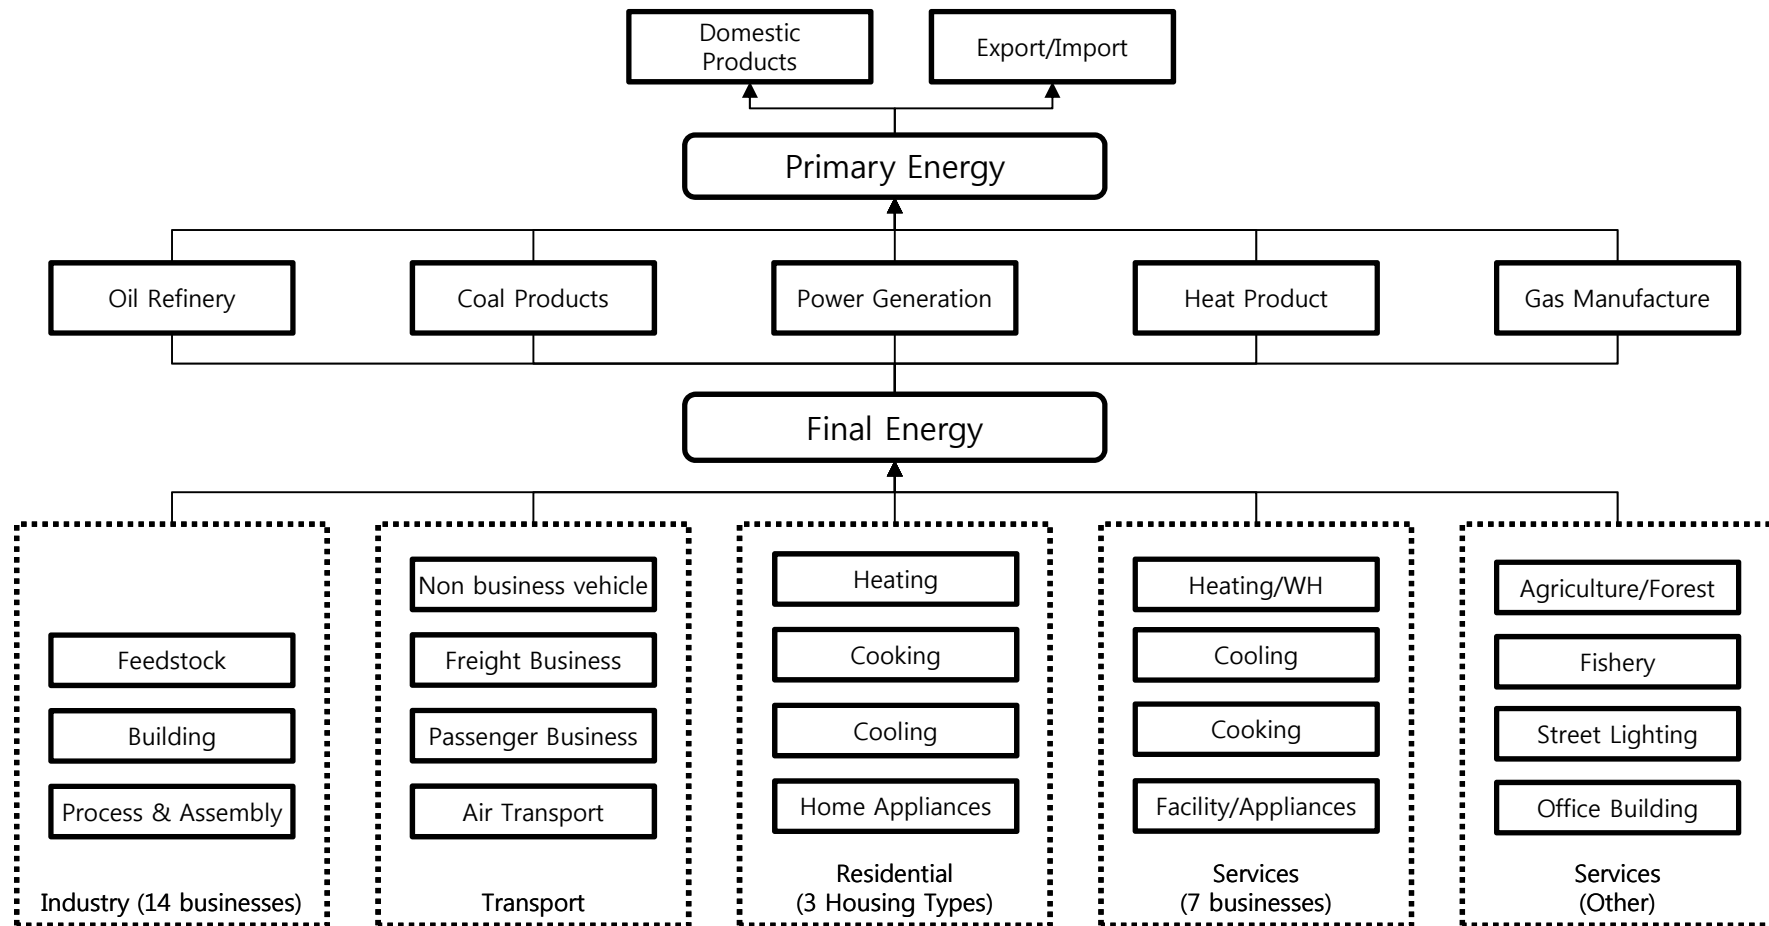 Domestic
Products
Export/Import
Primary Energy
Oil Refinery
Coal Products
Power Generation
Heat Product
Gas Manufacture
Final Energy
Feedstock
Building
Process & Assembly
Industry (14 businesses)
Non business vehicle
Freight Business
Passenger Business
Air Transport
Transport
Heating
Cooking
Cooling
Home Appliances
Residential
(3 Housing Types)
Heating/WH
Cooling
Cooking
Facility/Appliances
Services
(7 businesses)
Agriculture/Forest
Fishery
Street Lighting
Office Building
Services
(Other)